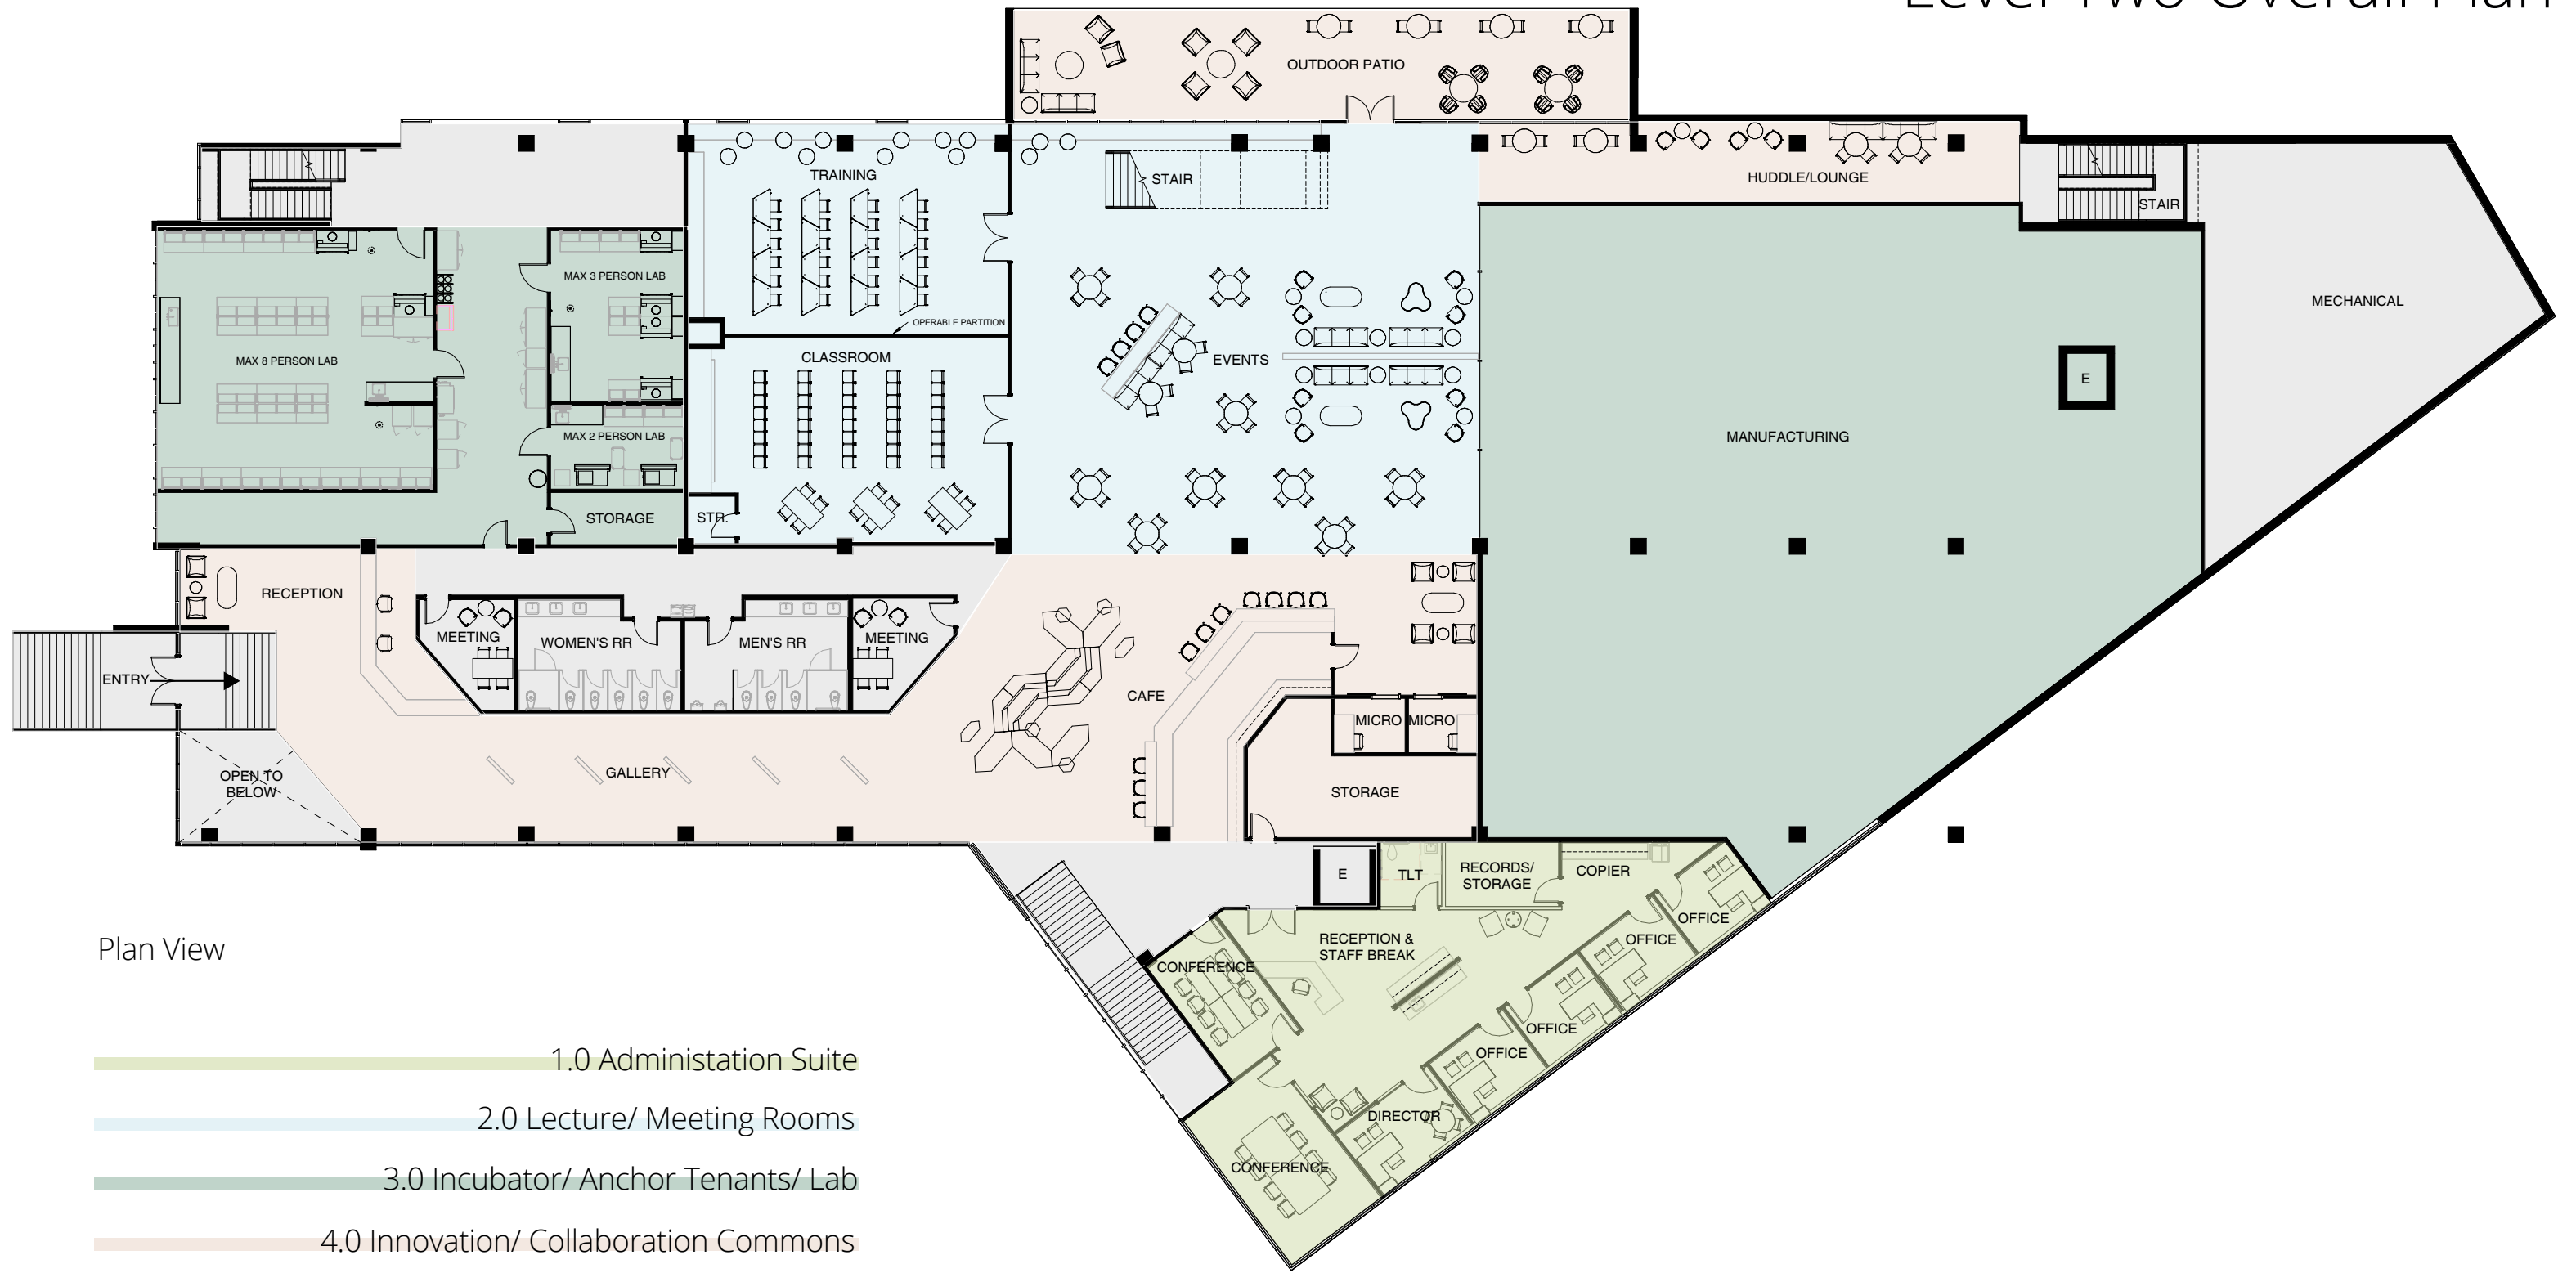 Level Two Overall Plan
OUTDOOR PATIO
TRAINING
STAIR
HUDDLE/LOUNGE
STAIR
MAX 3 PERSON LAB
MECHANICAL
OPERABLE PARTITION
MAX 8 PERSON LAB
CLASSROOM
EVENTS
E
MAX 2 PERSON LAB
MANUFACTURING
STORAGE
STR.
RECEPTION
MEETING
WOMEN'S RR
MEN'S RR
MEETING
ENTRY
CAFE
MICRO
MICRO
OPEN TO
BELOW
GALLERY
STORAGE
E
TLT
RECORDS/
STORAGE
COPIER
OFFICE
OFFICE
RECEPTION &
STAFF BREAK
CONFERENCE
OFFICE
OFFICE
DIRECTOR
CONFERENCE
Plan View
1.0 Administation Suite
2.0 Lecture/ Meeting Rooms
3.0 Incubator/ Anchor Tenants/ Lab
4.0 Innovation/ Collaboration Commons